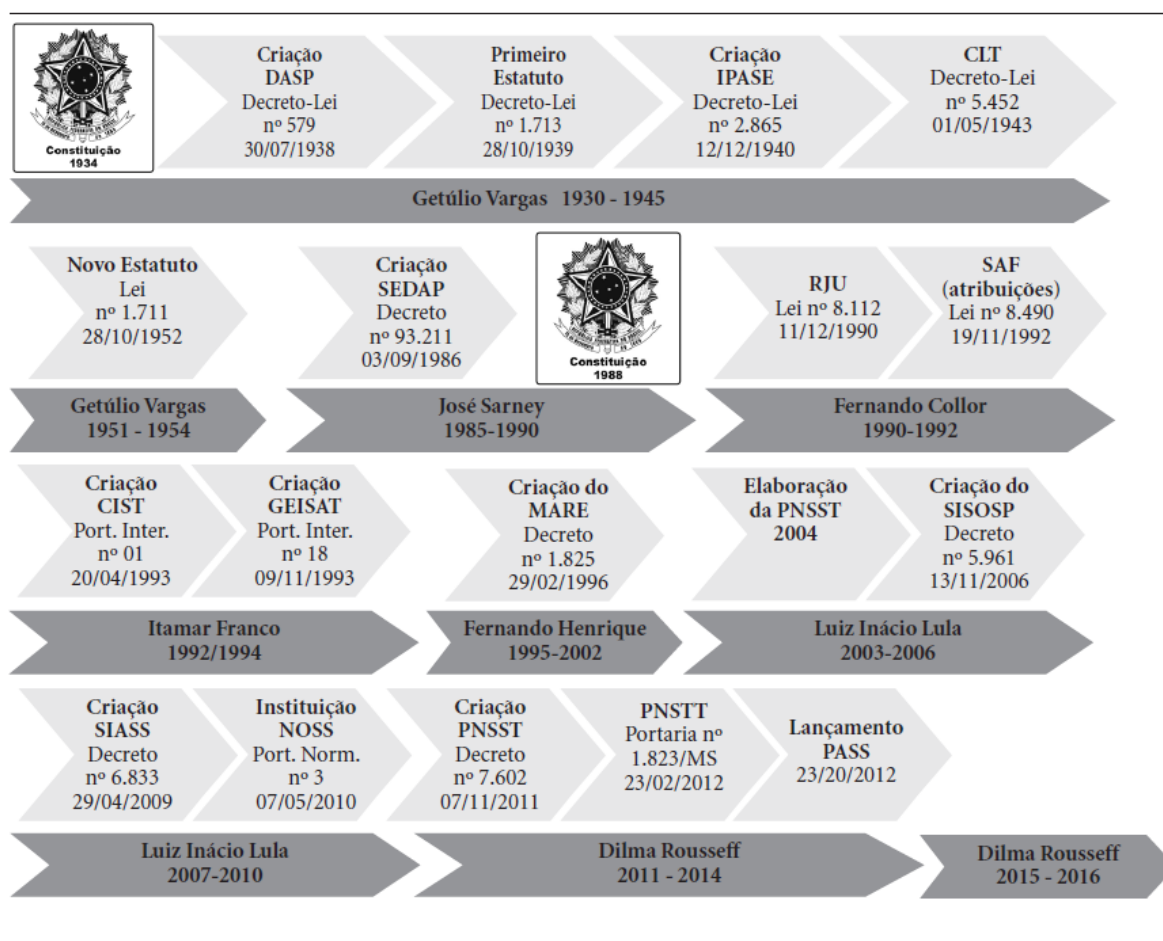 Constituição
1934
Criação
DASP
Decreto-Lei
nº 579
30/07/1938
Primeiro
Estatuto
Decreto-Lei
nº 1.713
28/10/1939
Criação
IPASE
Decreto-Lei
nº 2.865
12/12/1940
CLT
Decreto-Lei
nº 5.452
01/05/1943
Getúlio Vargas 1930 - 1945
Novo Estatuto
Lei
nº 1.711
28/10/1952
Criação
SEDAP
Decreto
nº 93.211
03/09/1986
Constituição
1988
RJU
Lei nº 8.112
11/12/1990
SAF
(atribuições)
Lei nº 8.490
19/11/1992
Getúlio Vargas
1951 - 1954
José Sarney
1985-1990
Fernando Collor
1990-1992
Criação
CIST
Port. Inter.
nº 01
20/04/1993
Criação
GEISAT
Port. Inter.
nº 18
09/11/1993
Criação do
MARE
Decreto
nº 1.825
29/02/1996
Elaboração
da PNSST
2004
Criação do
SISOSP
Decreto
nº 5.961
13/11/2006
Itamar Franco
1992/1994
Fernando Henrique
1995-2002
Luiz Inácio Lula
2003-2006
Criação
SIASS
Decreto
nº 6.833
29/04/2009
Instituição
NOSS
Port. Norm.
nº 3
07/05/2010
Criação
PNSST
Decreto
nº 7.602
07/11/2011
PNSTT
Portaria nº
1.823/MS
23/02/2012
Lançamento
PASS
23/20/2012
Luiz Inácio Lula
2007-2010
Dilma Rousseff
2011 - 2014
Dilma Rousseff
2015 - 2016